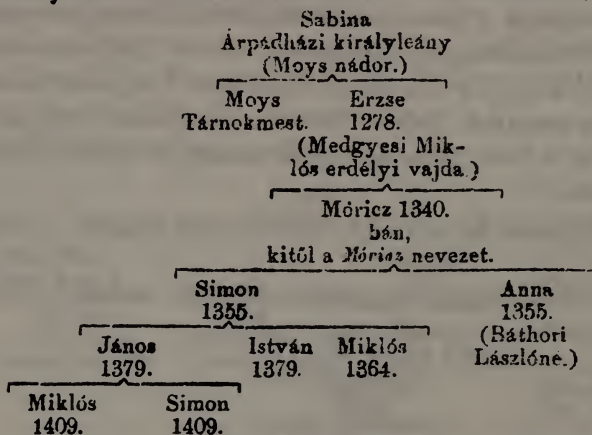 Sabina
Árpádházi királyleány
(Moys nádor.)
Moys Erzse
Tárnokmest. 1278.
(Medgyesi Mik-
lós erdélyi vajda.)
Móricz 1340.
bán,
kitől a Móricz nevezet.
Simon Anna
1355. 1355.
János István Miklós (Báthori
1379. 1379. 1364. Lászlóné.)
Miklós Simon
1409. 1409.